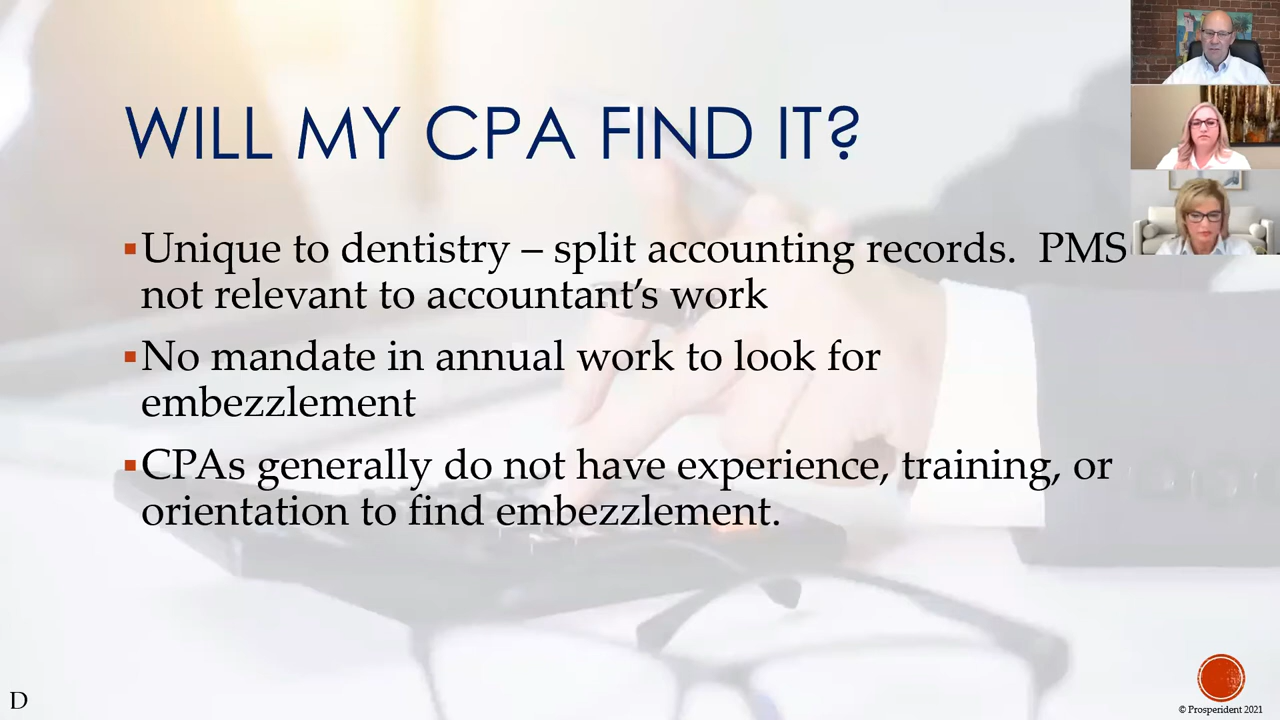 WILL MY CPA FIND IT?
▪Unique to dentistry – split accounting records.  PMS
not relevant to accountant’s work
▪No mandate in annual work to look for
embezzlement
▪CPAs generally do not have experience, training, or
orientation to find embezzlement.
D
© Prosperident 2021